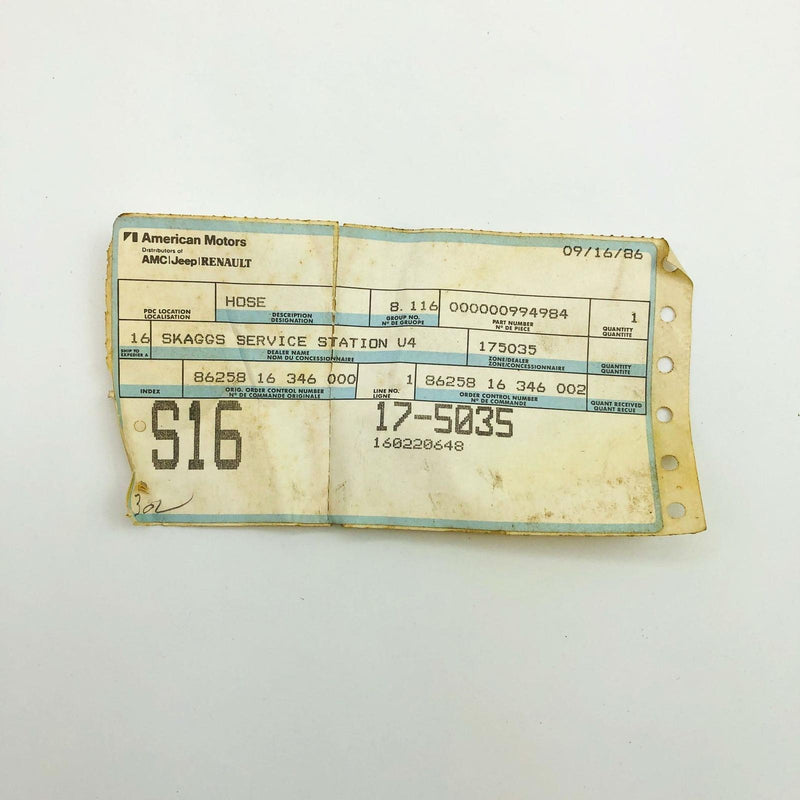 American Motors
Distributors of
AMC|Jeep|RENAULT
09/16/86
HOSE 8.116 000000994984 1
PDC LOCATION DESCRIPTION GROUP NO. PART NUMBER QUANTITY
LOCALISATION DESIGNATION Nº DE GRUOPE Nº DE PIECE QUANTITE
16 SKAGGS SERVICE STATION U4 175035
SHIP TO DEALER NAME ZONE/DEALER QUANTITY
EXPEDIER A NOM DU CONCESSIONNAIRE ZONE/CONCESSIONNAIRE QUANTITE
86258 16 346 000 1 86258 16 346 002
INDEX ORIG. ORDER CONTROL NUMBER LINE NO. ORDER CONTROL NUMBER QUANT RECEIVED
Nº DE COMMANDE ORIGINALE LIGNE Nº DE COMMANDE QUANT RECUE
S16 17-5035
160220648